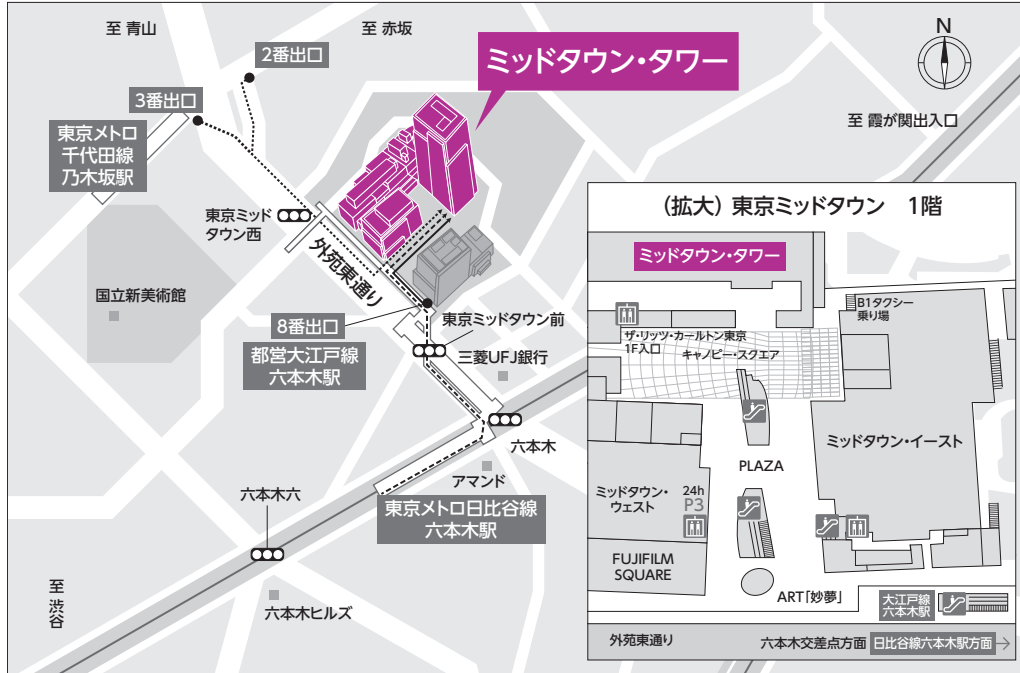 至 青山
至 赤坂
N
2番出口
ミッドタウン・タワー
3番出口
至 霞が関出入口
東京メトロ
千代田線
乃木坂駅
東京ミッド
タウン西
外苑東通り
国立新美術館
8番出口
東京ミッドタウン前
都営大江戸線
六本木駅
三菱UFJ銀行
六本木
アマンド
六本木六
東京メトロ日比谷線
六本木駅
至 渋谷
六本木ヒルズ
(拡大) 東京ミッドタウン 1階
ミッドタウン・タワー
B1タクシー
乗り場
ザ・リッツ・カールトン東京
1F入口
キャノピー・スクエア
ミッドタウン・イースト
PLAZA
ミッドタウン・
ウェスト
24h
P3
FUJIFILM
SQUARE
ART「妙夢」
大江戸線
六本木駅
外苑東通り
六本木交差点方面 日比谷線六本木駅方面→